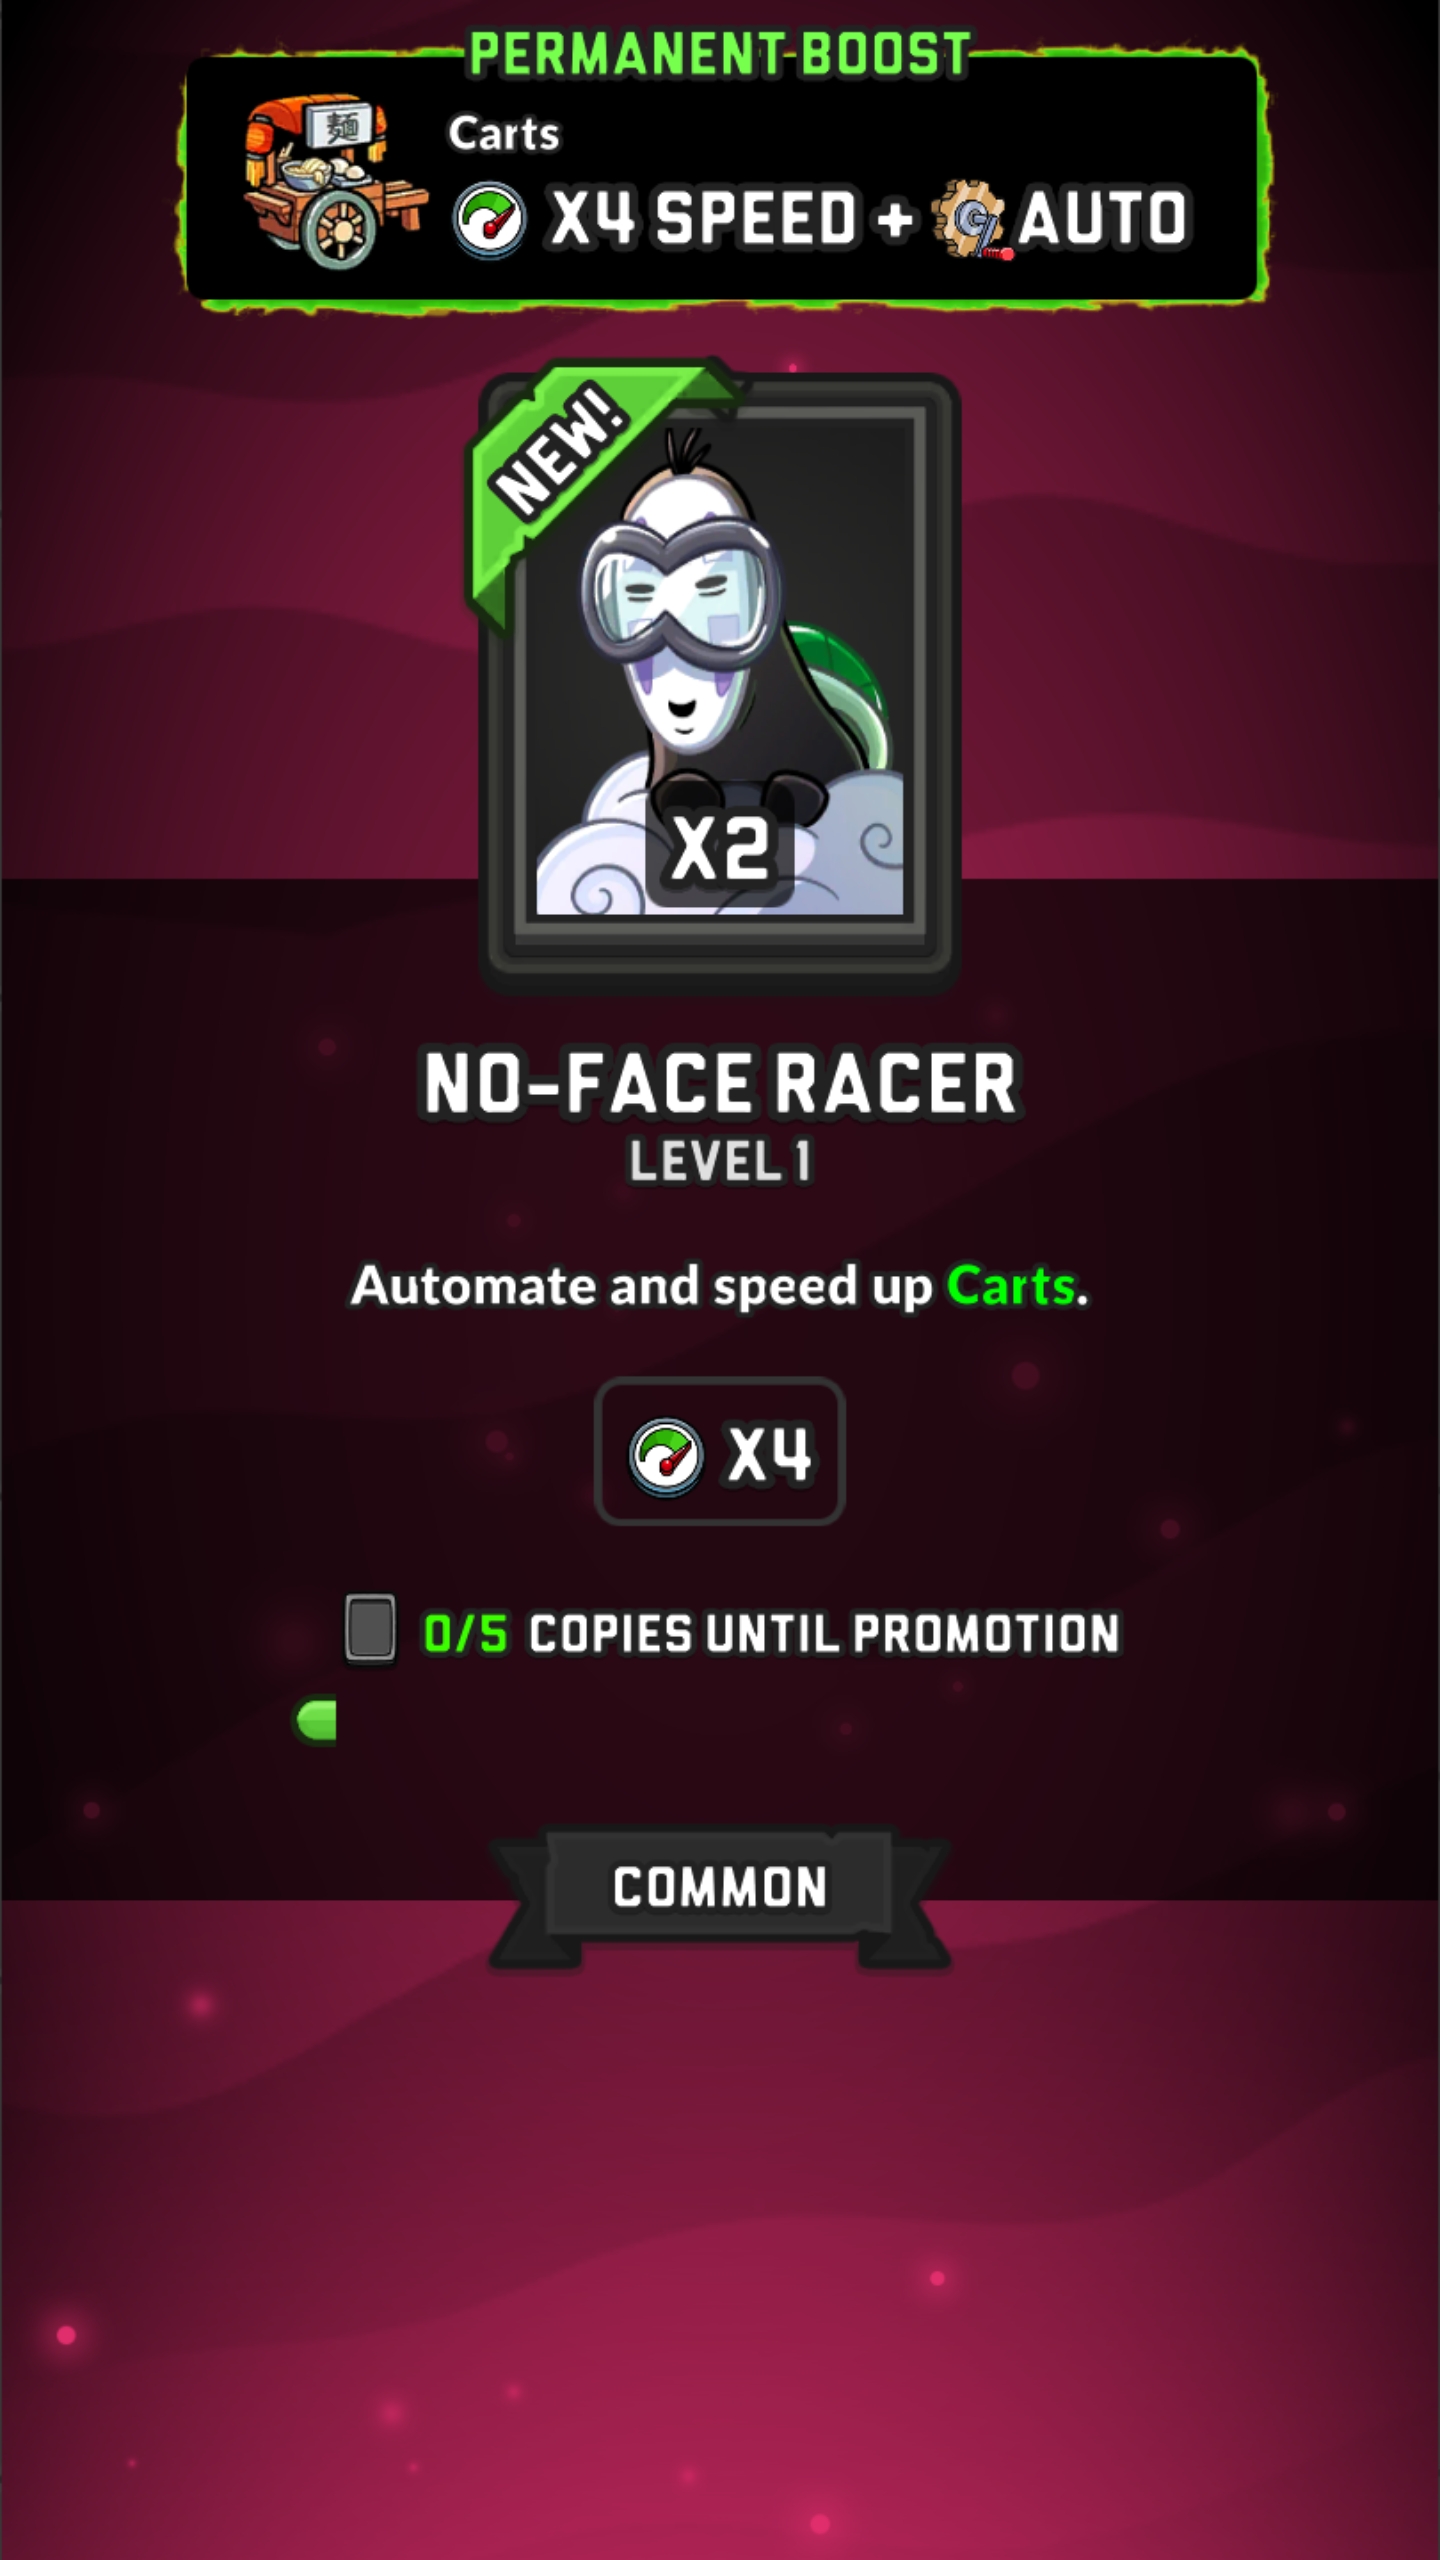 PERMANENT BOOST
麺
Carts
X4 SPEED + AUTO
NEW!
X2
NO-FACE RACER
LEVEL 1
Automate and speed up Carts.
X4
0/5 COPIES UNTIL PROMOTION
COMMON